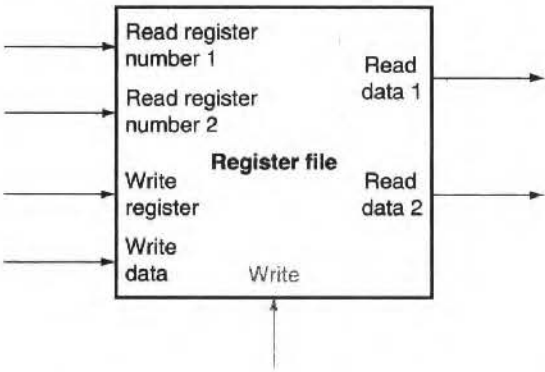 Read register
number 1
Read register
number 2
Write
register
Write
data
Register file
Write
Read
data 1
Read
data 2